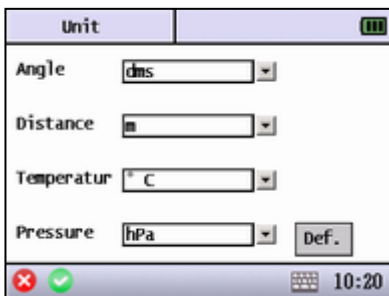 Unit
Angle dms
Distance m
Temperatur ° C
Pressure hPa Def.
10:20